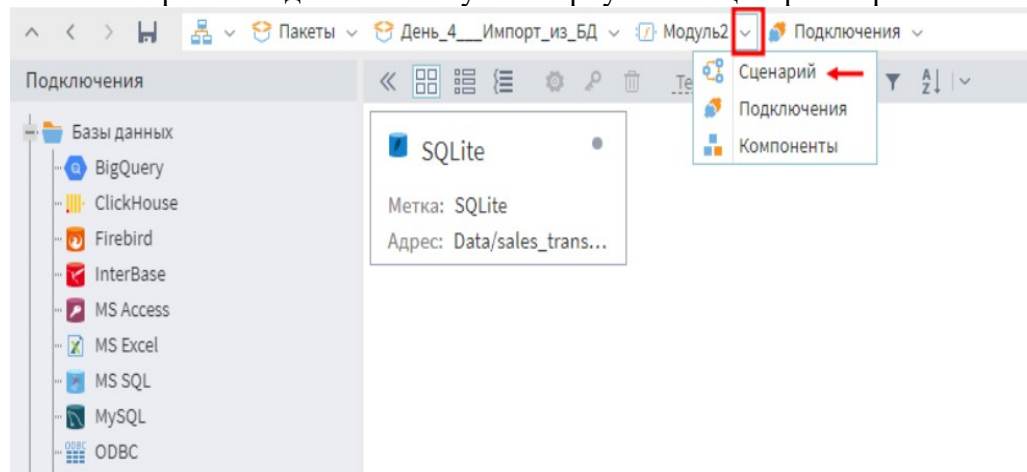 Пакеты День_4___Импорт_из_БД Модуль2 Подключения
Подключения
Те
Сценарий
Подключения
Компоненты
Базы данных
BigQuery
ClickHouse
Firebird
InterBase
MS Access
MS Excel
MS SQL
MySQL
ODBC
SQLite
Метка: SQLite
Адрес: Data/sales_trans...